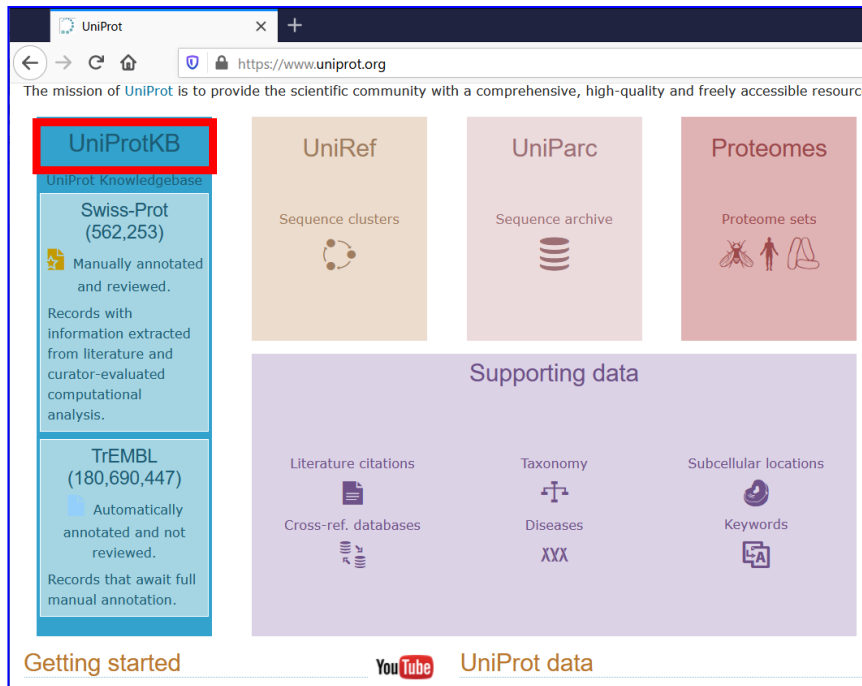 UniProt
https://www.uniprot.org
The mission of UniProt is to provide the scientific community with a comprehensive, high-quality and freely accessible resourc
UniProtKB
UniProt Knowledgebase
Swiss-Prot
(562,253)
Manually annotated
and reviewed.
Records with
information extracted
from literature and
curator-evaluated
computational
analysis.
TrEMBL
(180,690,447)
Automatically
annotated and not
reviewed.
Records that await full
manual annotation.
UniRef
Sequence clusters
UniParc
Sequence archive
Proteomes
Proteome sets
Supporting data
Literature citations
Taxonomy
Subcellular locations
Cross-ref. databases
Diseases
Keywords
XXX
A
Getting started
YouTube
UniProt data